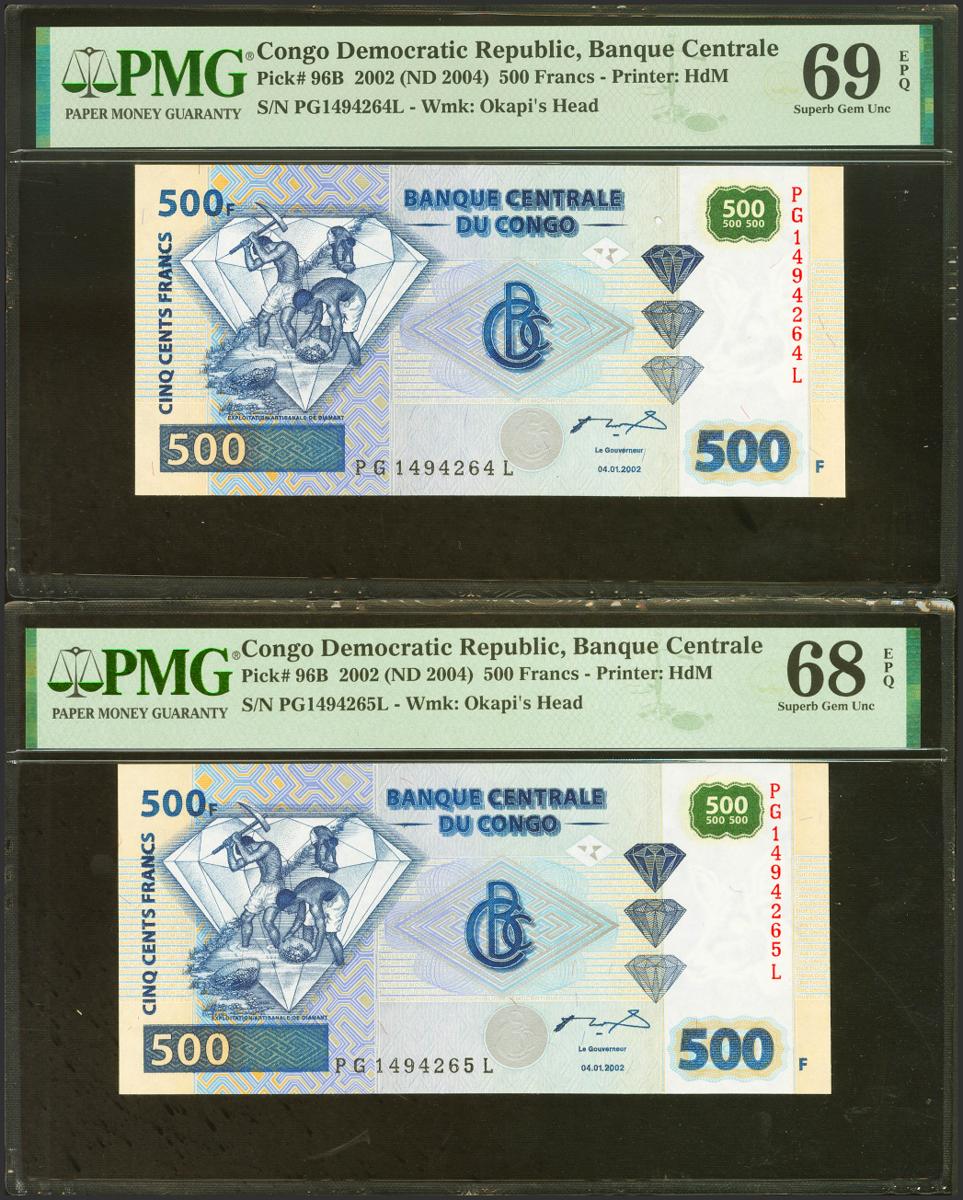 PMG®
PAPER MONEY GUARANTY
Congo Democratic Republic, Banque Centrale
Pick# 96B 2002 (ND 2004) 500 Francs - Printer: HdM
S/N PG1494264L - Wmk: Okapi's Head
69
EPQ
Superb Gem Unc
500F
CINQ CENTS FRANCS
BANQUE CENTRALE
DU CONGO
500
500 500
PG1494264L
BCC
EXPLOITATION ARTISANALE DE DIAMANT
500
PG1494264L
Le Gouverneur
04.01.2002
500 F
PMG®
PAPER MONEY GUARANTY
Congo Democratic Republic, Banque Centrale
Pick# 96B 2002 (ND 2004) 500 Francs - Printer: HdM
S/N PG1494265L - Wmk: Okapi's Head
68
EPQ
Superb Gem Unc
500F
CINQ CENTS FRANCS
BANQUE CENTRALE
DU CONGO
500
500 500
PG1494265L
BCC
EXPLOITATION ARTISANALE DE DIAMANT
500
PG1494265L
Le Gouverneur
04.01.2002
500 F